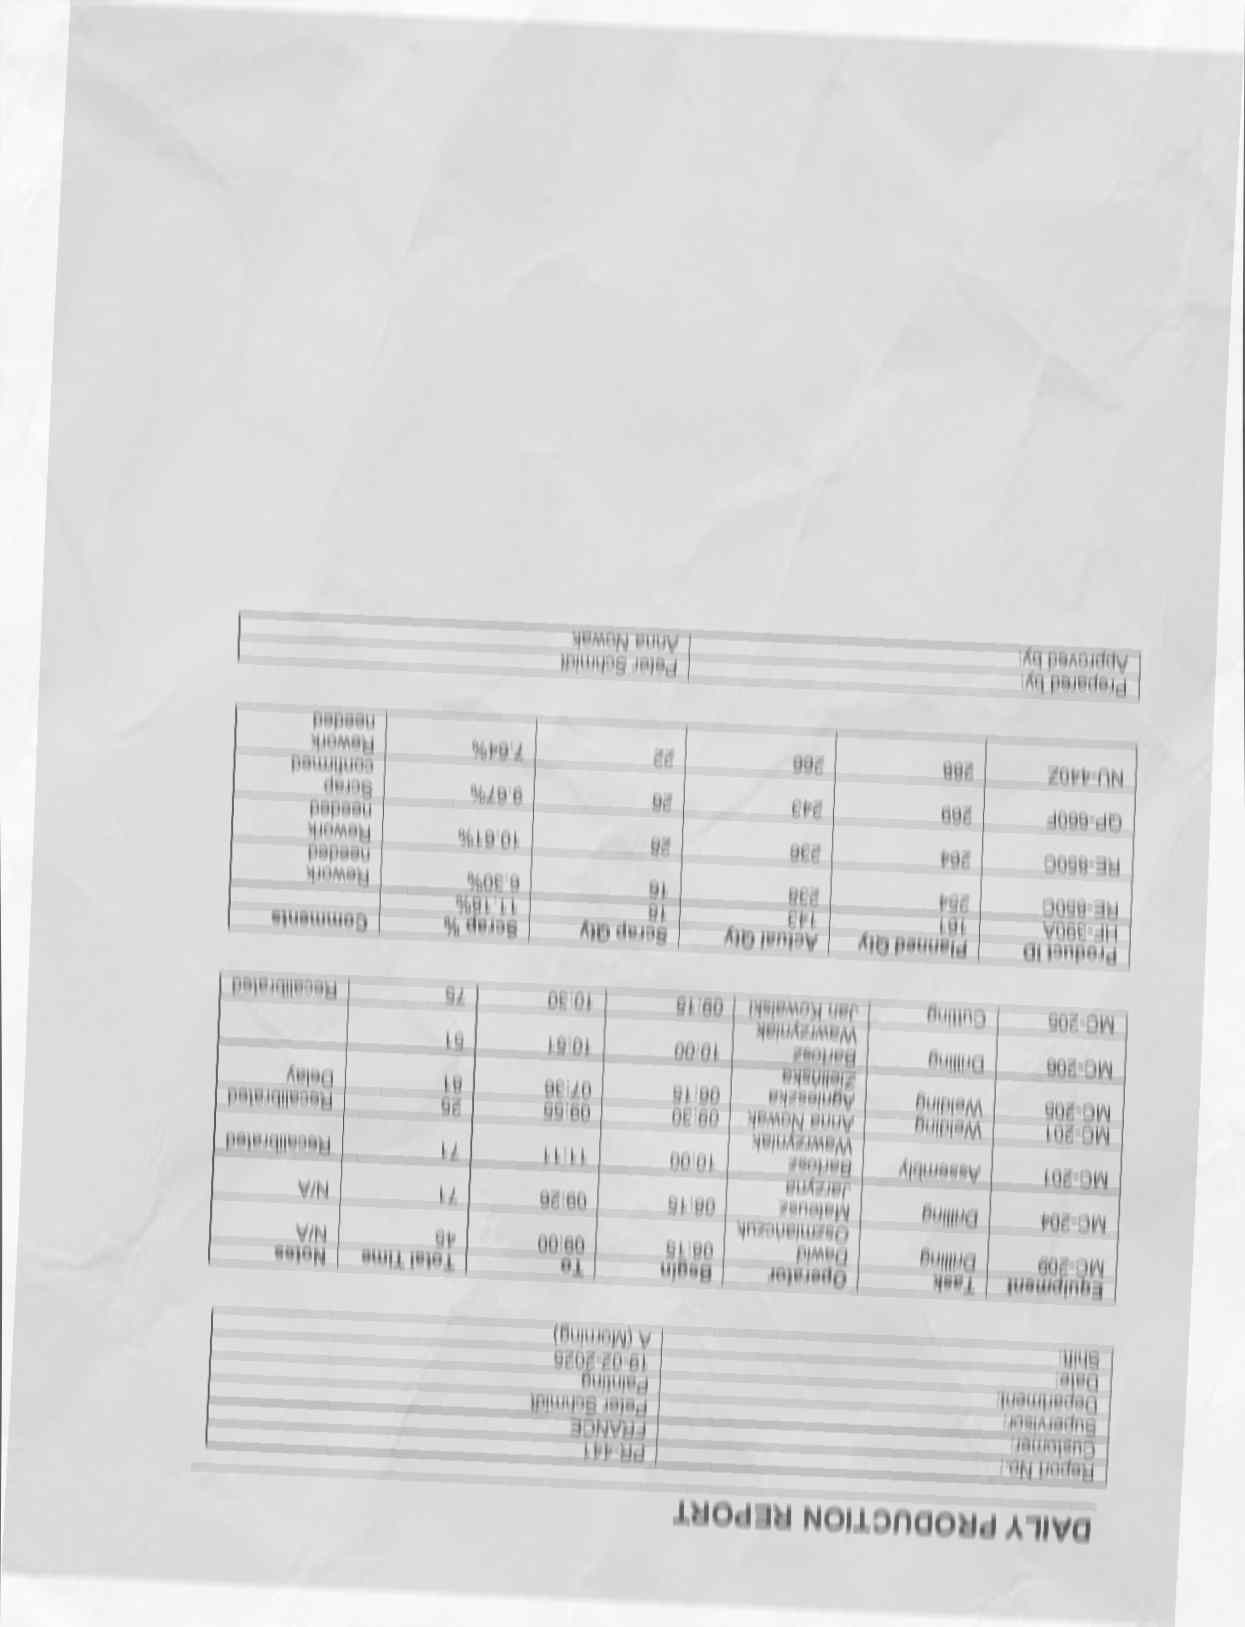 DAILY PRODUCTION REPORT
Report No.: PR-441
Customer: FRANCE
Supervisor: Peter Schmidt
Department: Painting
Date: 19-02-2026
Shift: A (Morning)
Equipment Task Operator Begin To Total Time Notes
MC-209 Drilling Dawid Oszmiańczuk 08:15 09:00 45 N/A
MC-204 Drilling Mateusz Jarzyna 08:15 09:26 71 N/A
MC-201 Assembly Bartosz Wawrzyniak 10:00 11:11 71 Recalibrated
MC-201 Welding Anna Nowak 09:30 09:55 25 Recalibrated
MC-205 Welding Agnieszka Zielińska 06:15 07:36 81 Delay
MC-206 Drilling Bartosz Wawrzyniak 10:00 10:51 51
MC-205 Cutting Jan Kowalski 09:15 10:30 75 Recalibrated
Product ID Planned Qty Actual Qty Scrap Qty Scrap % Comments
HF-390A 161 143 18 11.18%
RE-850C 254 238 16 6.30% Rework needed
RE-850C 264 236 28 10.61% Rework needed
QP-660F 269 243 26 9.67% Scrap confirmed
NU-440Z 288 266 22 7.64% Rework needed
Prepared by: Peter Schmidt
Approved by: Anna Nowak